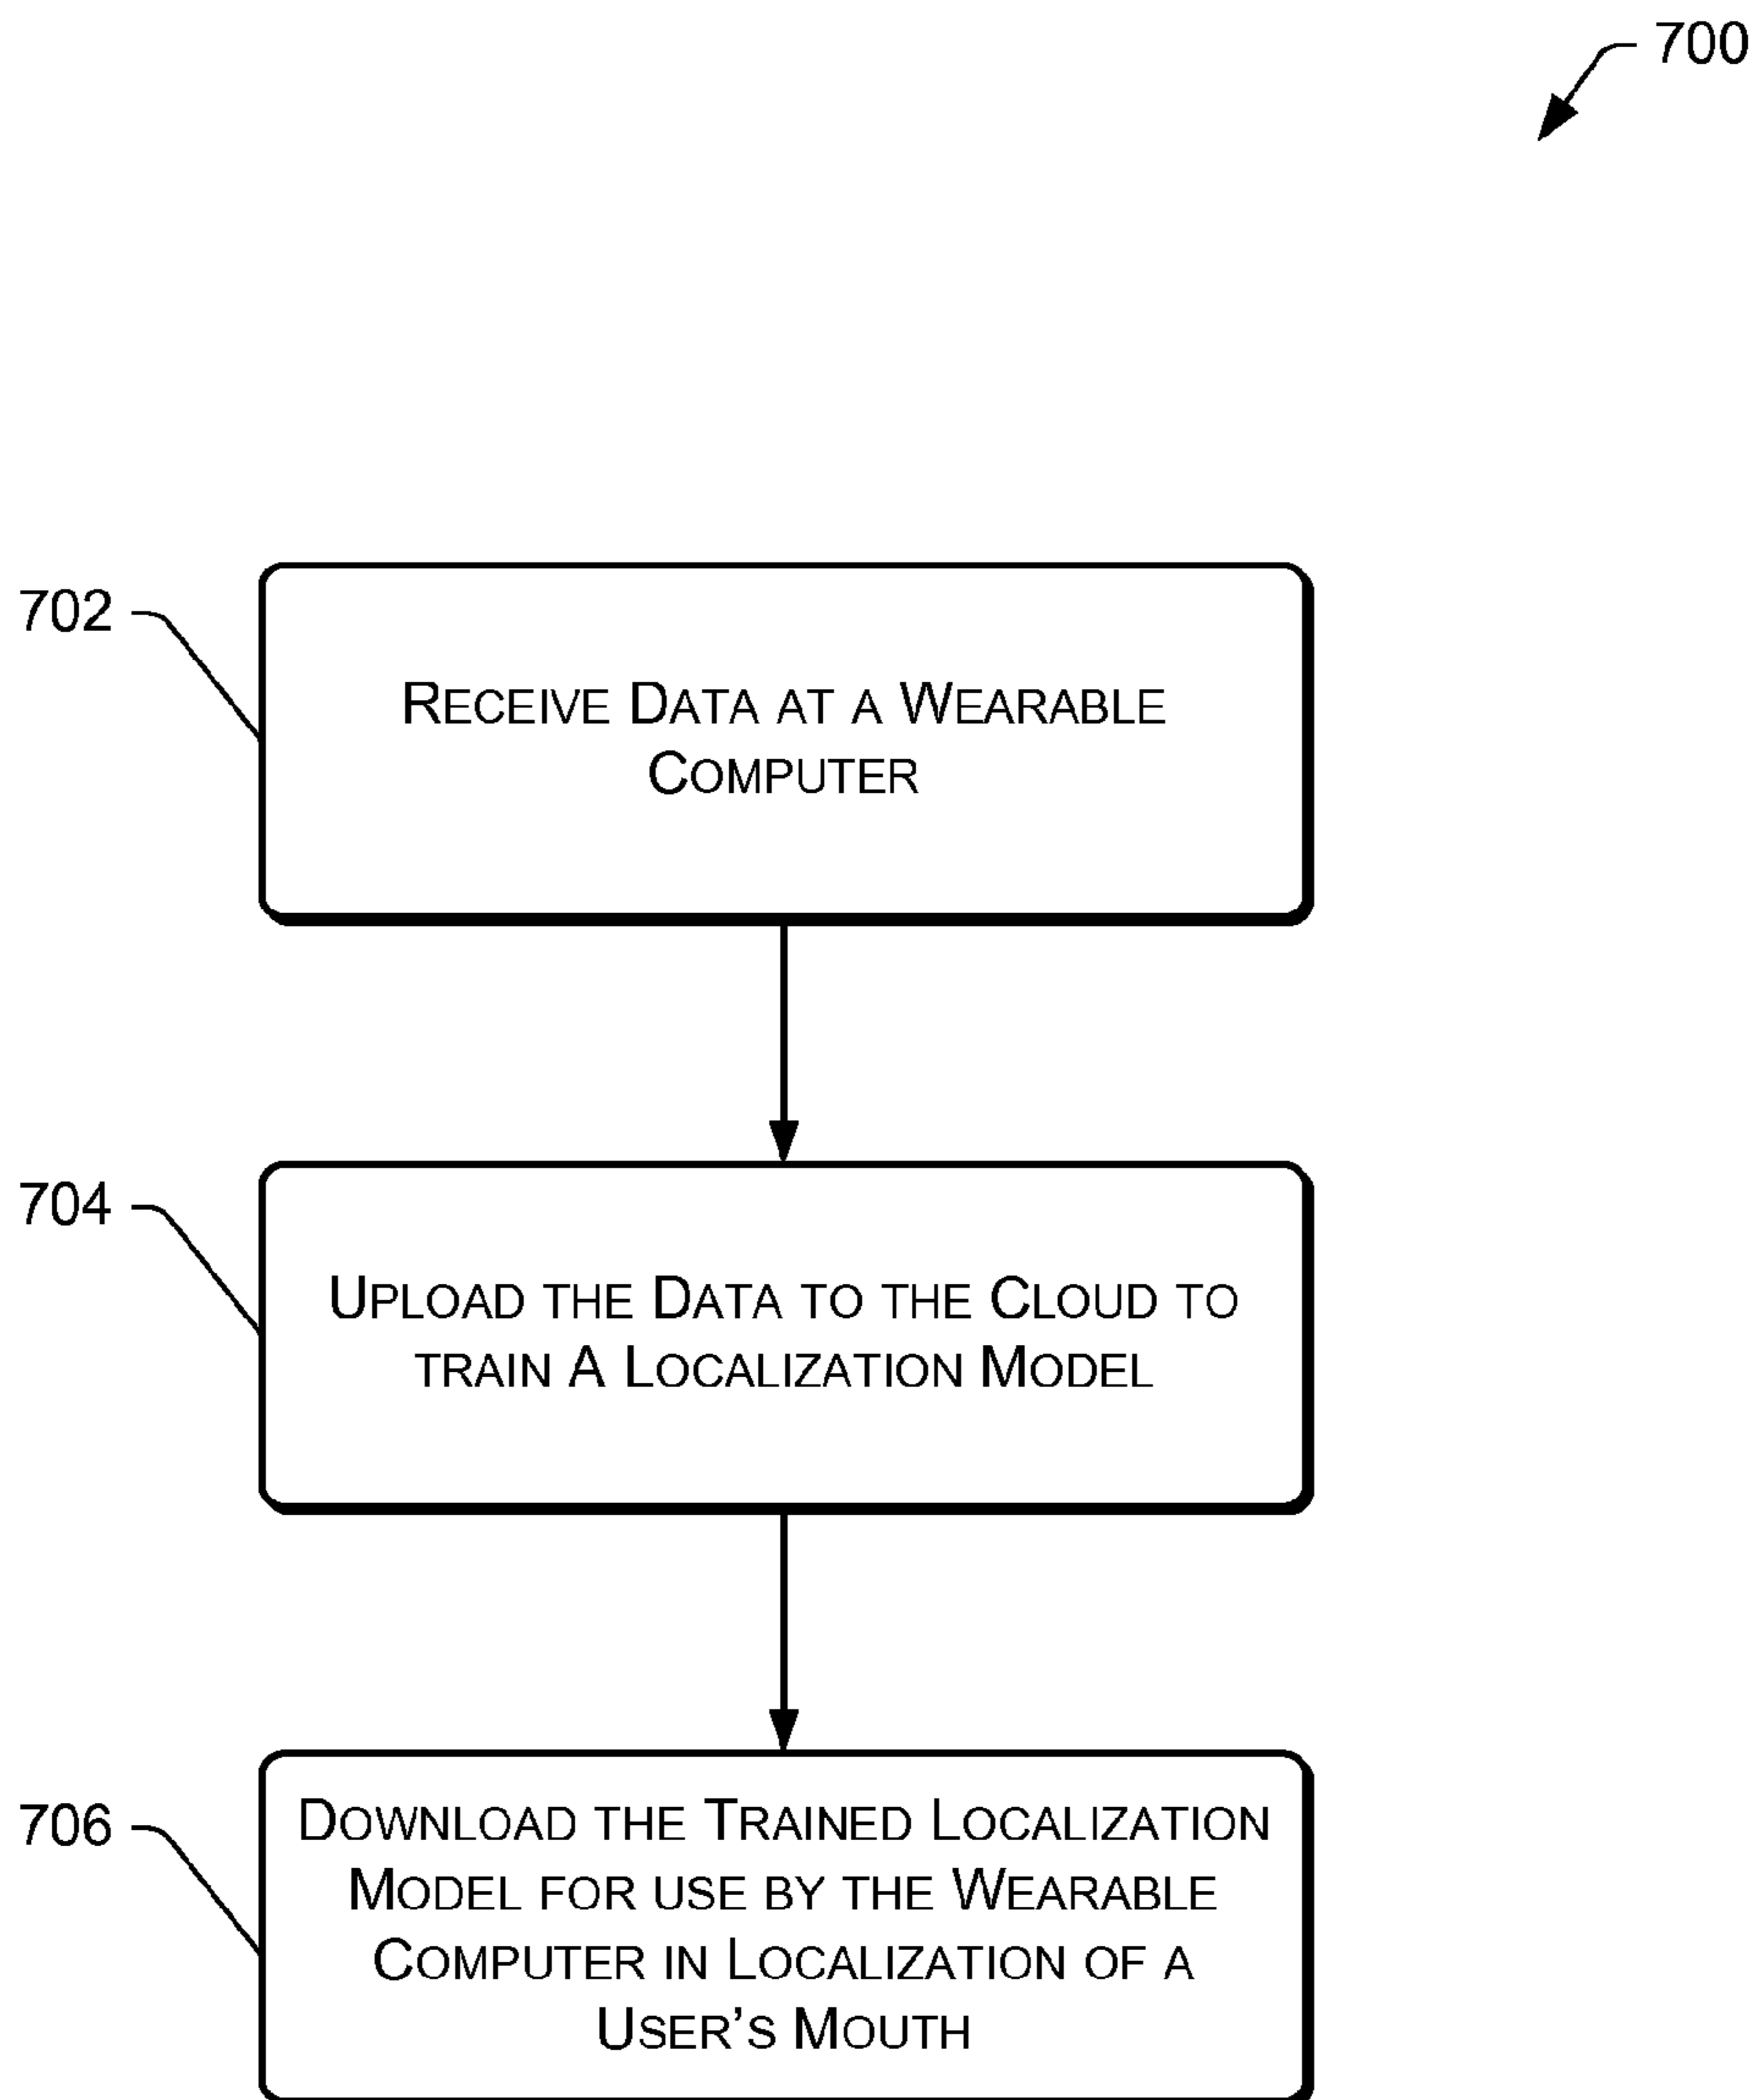 700
702
RECEIVE DATA AT A WEARABLE
COMPUTER
704
UPLOAD THE DATA TO THE CLOUD TO
TRAIN A LOCALIZATION MODEL
706
DOWNLOAD THE TRAINED LOCALIZATION
MODEL FOR USE BY THE WEARABLE
COMPUTER IN LOCALIZATION OF A
USER'S MOUTH